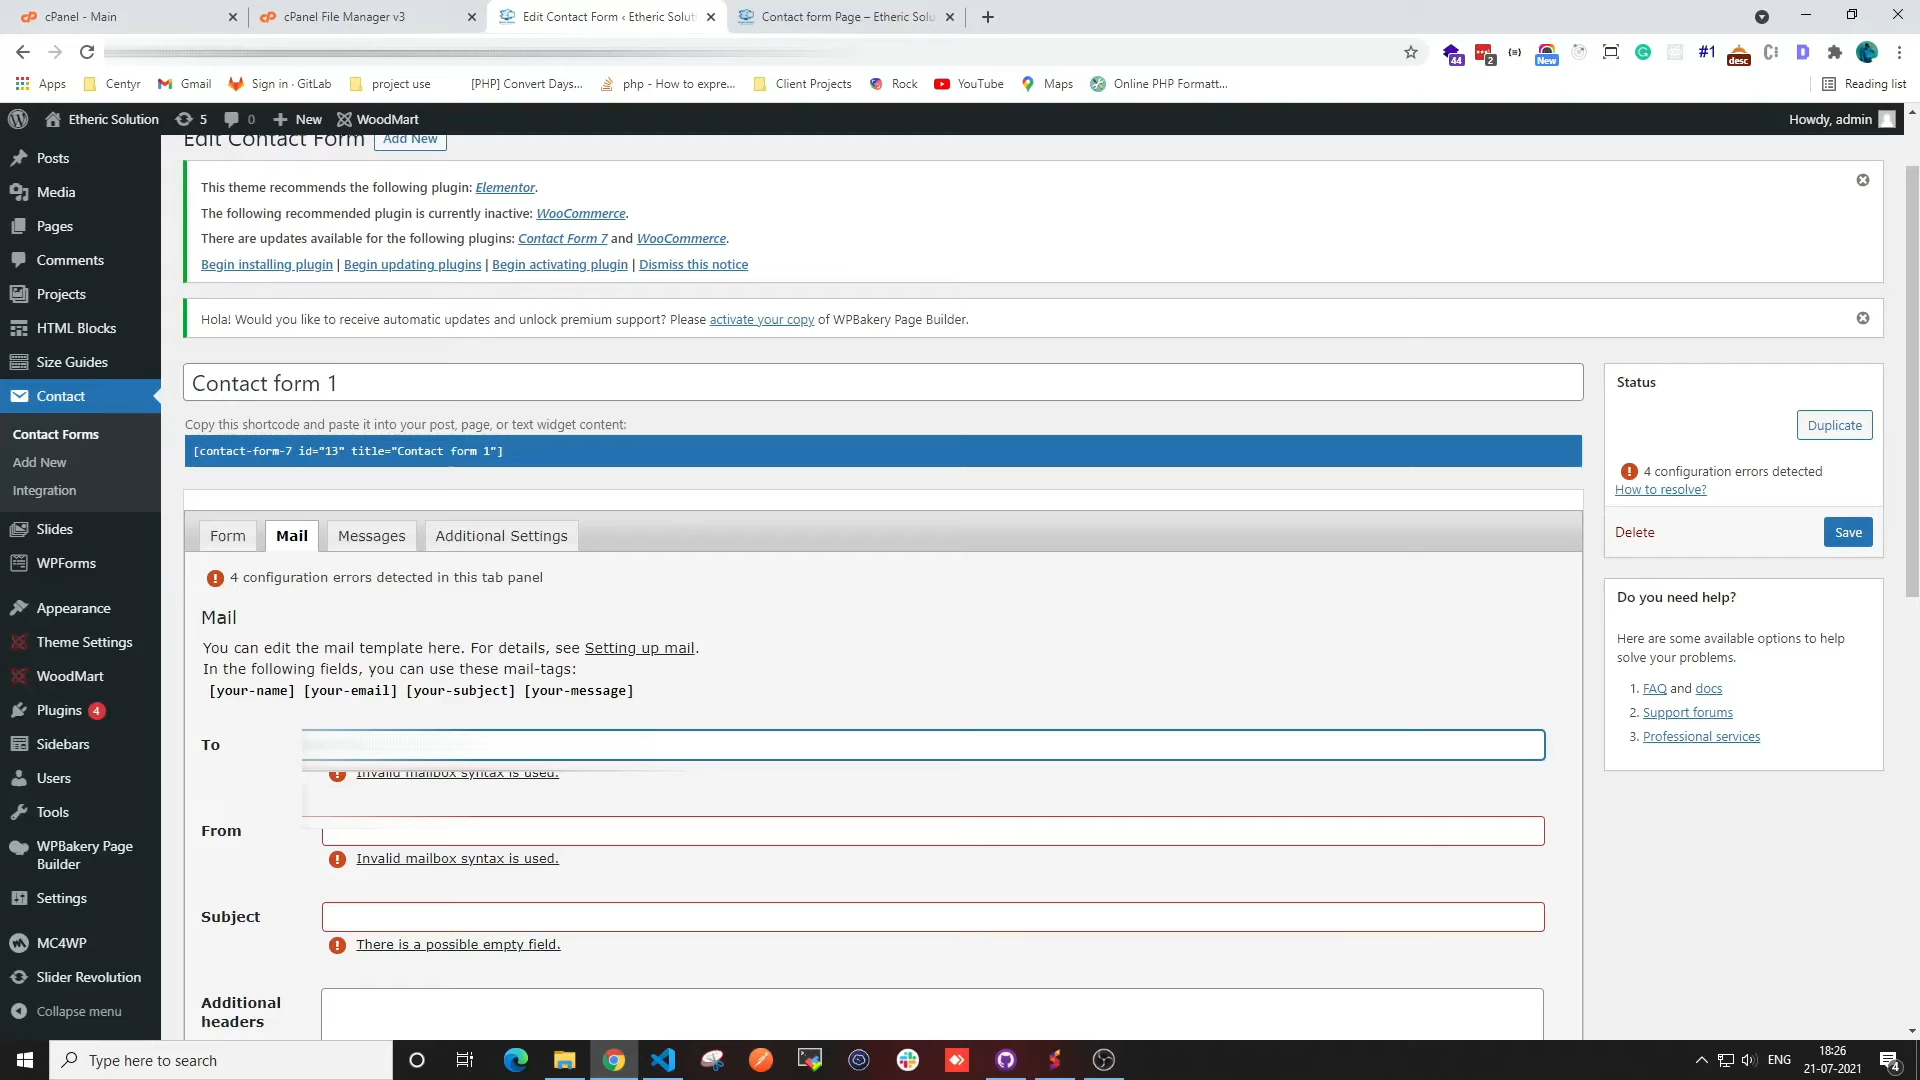 cPanel - Main
cPanel File Manager v3
Edit Contact Form ‹ Etheric Soluti
Contact form Page – Etheric Solu
44
2
New
#1
desc
Apps
Centyr
Gmail
Sign in · GitLab
project use
[PHP] Convert Days...
php - How to expre...
Client Projects
Rock
YouTube
Maps
Online PHP Formatt...
Reading list
Etheric Solution
5
0
New
WoodMart
Howdy, admin
Posts
Media
Pages
Comments
Projects
HTML Blocks
Size Guides
Contact
Contact Forms
Add New
Integration
Slides
WPForms
Appearance
Theme Settings
WoodMart
Plugins 4
Sidebars
Users
Tools
WPBakery Page
Builder
Settings
MC4WP
Slider Revolution
Collapse menu
Edit Contact Form
Add New
This theme recommends the following plugin: Elementor.
The following recommended plugin is currently inactive: WooCommerce.
There are updates available for the following plugins: Contact Form 7 and WooCommerce.
Begin installing plugin | Begin updating plugins | Begin activating plugin | Dismiss this notice
Hola! Would you like to receive automatic updates and unlock premium support? Please activate your copy of WPBakery Page Builder.
Contact form 1
Copy this shortcode and paste it into your post, page, or text widget content:
[contact-form-7 id="13" title="Contact form 1"]
Form
Mail
Messages
Additional Settings
4 configuration errors detected in this tab panel
Mail
You can edit the mail template here. For details, see Setting up mail.
In the following fields, you can use these mail-tags:
[your-name] [your-email] [your-subject] [your-message]
To
Invalid mailbox syntax is used.
From
Invalid mailbox syntax is used.
Subject
There is a possible empty field.
Additional
headers
Status
Duplicate
4 configuration errors detected
How to resolve?
Delete
Save
Do you need help?
Here are some available options to help
solve your problems.
1. FAQ and docs
2. Support forums
3. Professional services
Type here to search
ENG
18:26
21-07-2021
4